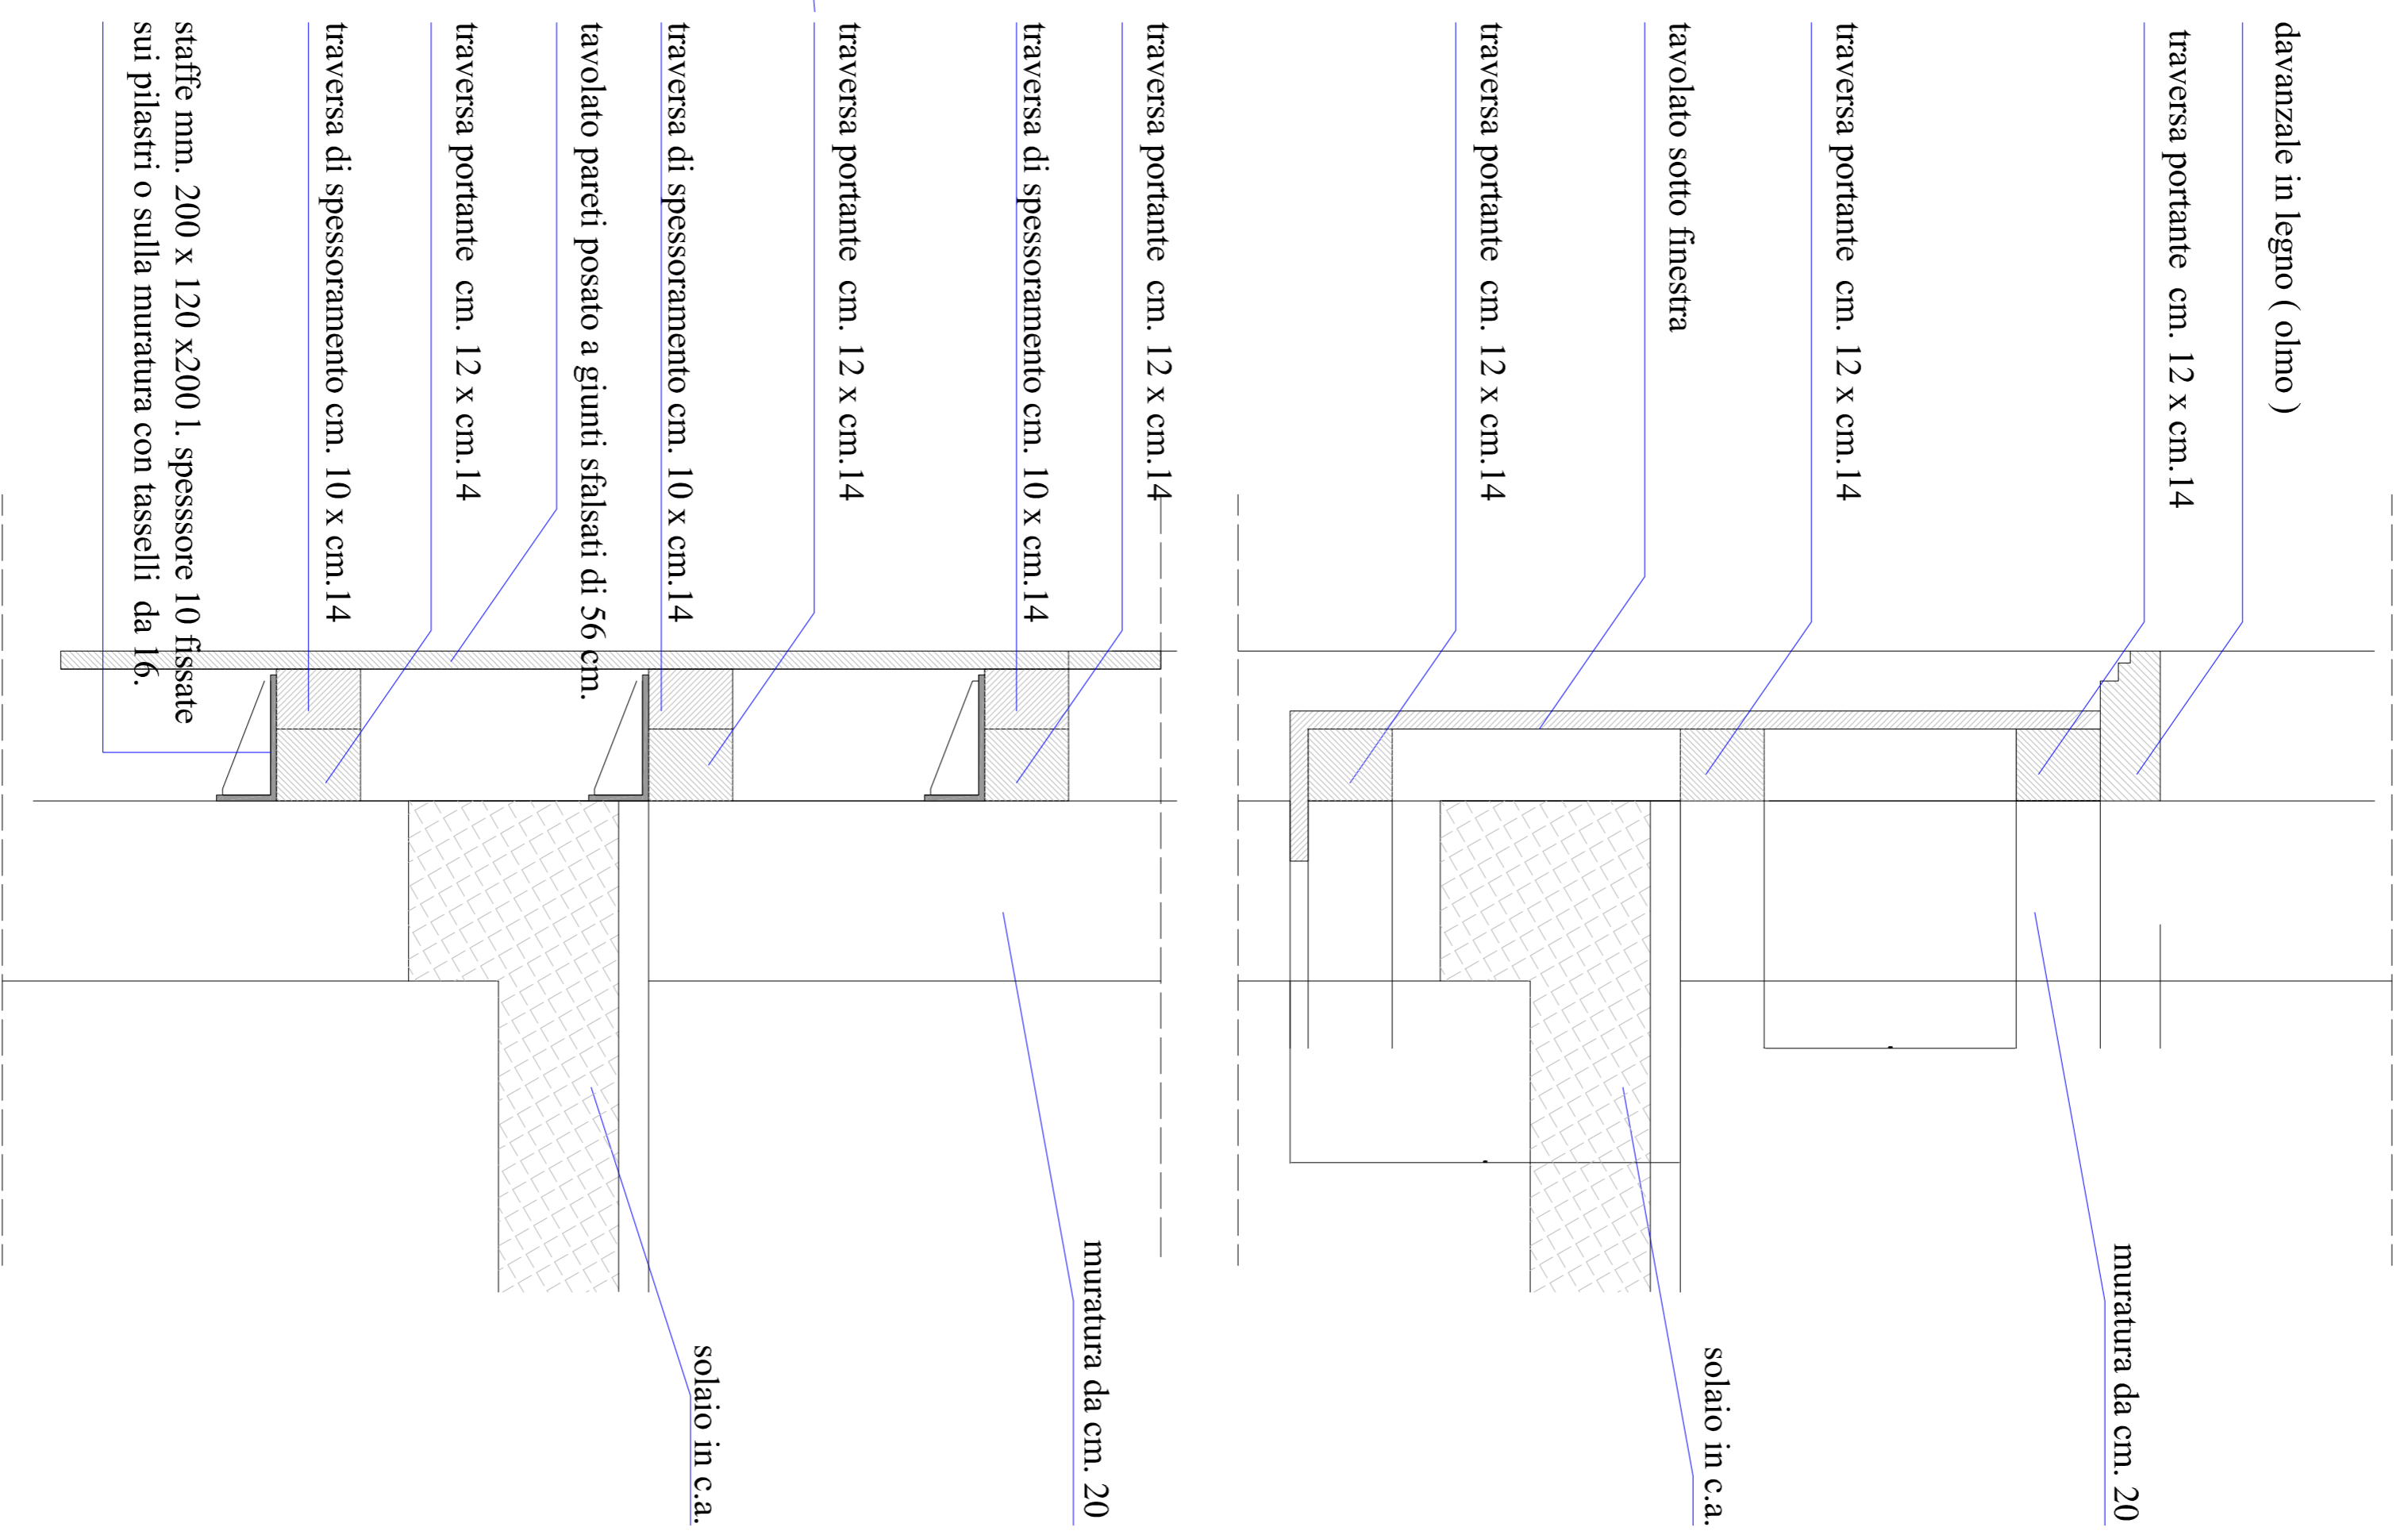 davanzale in legno ( olmo )
traversa portante cm. 12 x cm.14
traversa portante cm. 12 x cm.14
tavolato sotto finestra
traversa portante cm. 12 x cm.14
muratura da cm. 20
solaio in c.a.
traversa portante cm. 12 x cm.14
traversa di spessoramento cm. 10 x cm.14
traversa portante cm. 12 x cm.14
traversa di spessoramento cm. 10 x cm.14
tavolato pareti posato a giunti sfalsati di 56 cm.
traversa portante cm. 12 x cm.14
traversa di spessoramento cm. 10 x cm.14
staffe mm. 200 x 120 x200 l. spesssore 10 fissate
sui pilastri o sulla muratura con tasselli da 16.
muratura da cm. 20
solaio in c.a.